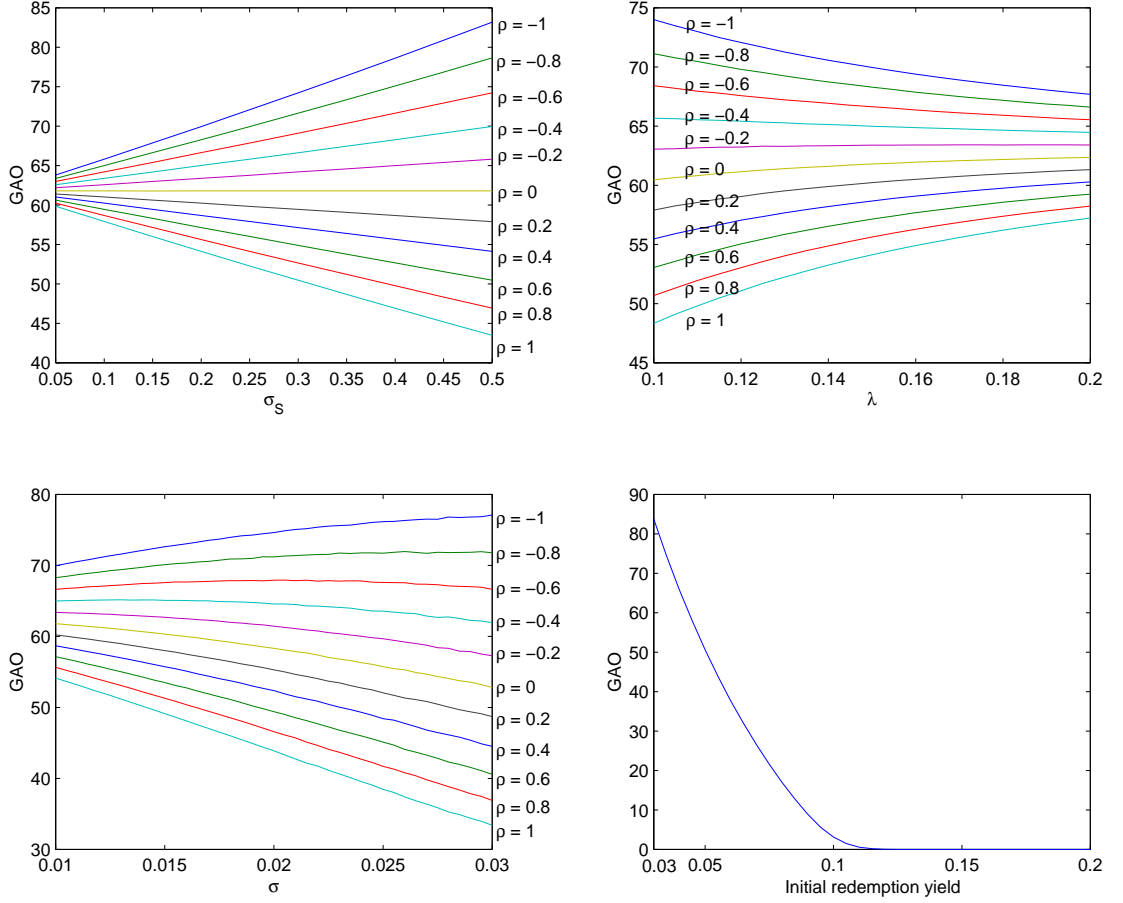 85
80
75
70
65
60
55
50
45
40
GAO
0.05 0.1 0.15 0.2 0.25 0.3 0.35 0.4 0.45 0.5
σS
ρ = −1
ρ = −0.8
ρ = −0.6
ρ = −0.4
ρ = −0.2
ρ = 0
ρ = 0.2
ρ = 0.4
ρ = 0.6
ρ = 0.8
ρ = 1
75
70
65
60
55
50
45
GAO
ρ = −1
ρ = −0.8
ρ = −0.6
ρ = −0.4
ρ = −0.2
ρ = 0
ρ = 0.2
ρ = 0.4
ρ = 0.6
ρ = 0.8
ρ = 1
0.1 0.12 0.14 0.16 0.18 0.2
λ
80
70
60
50
40
30
GAO
0.01 0.015 0.02 0.025 0.03
σ
ρ = −1
ρ = −0.8
ρ = −0.6
ρ = −0.4
ρ = −0.2
ρ = 0
ρ = 0.2
ρ = 0.4
ρ = 0.6
ρ = 0.8
ρ = 1
90
80
70
60
50
40
30
20
10
0
GAO
0.03 0.05 0.1 0.15 0.2
Initial redemption yield